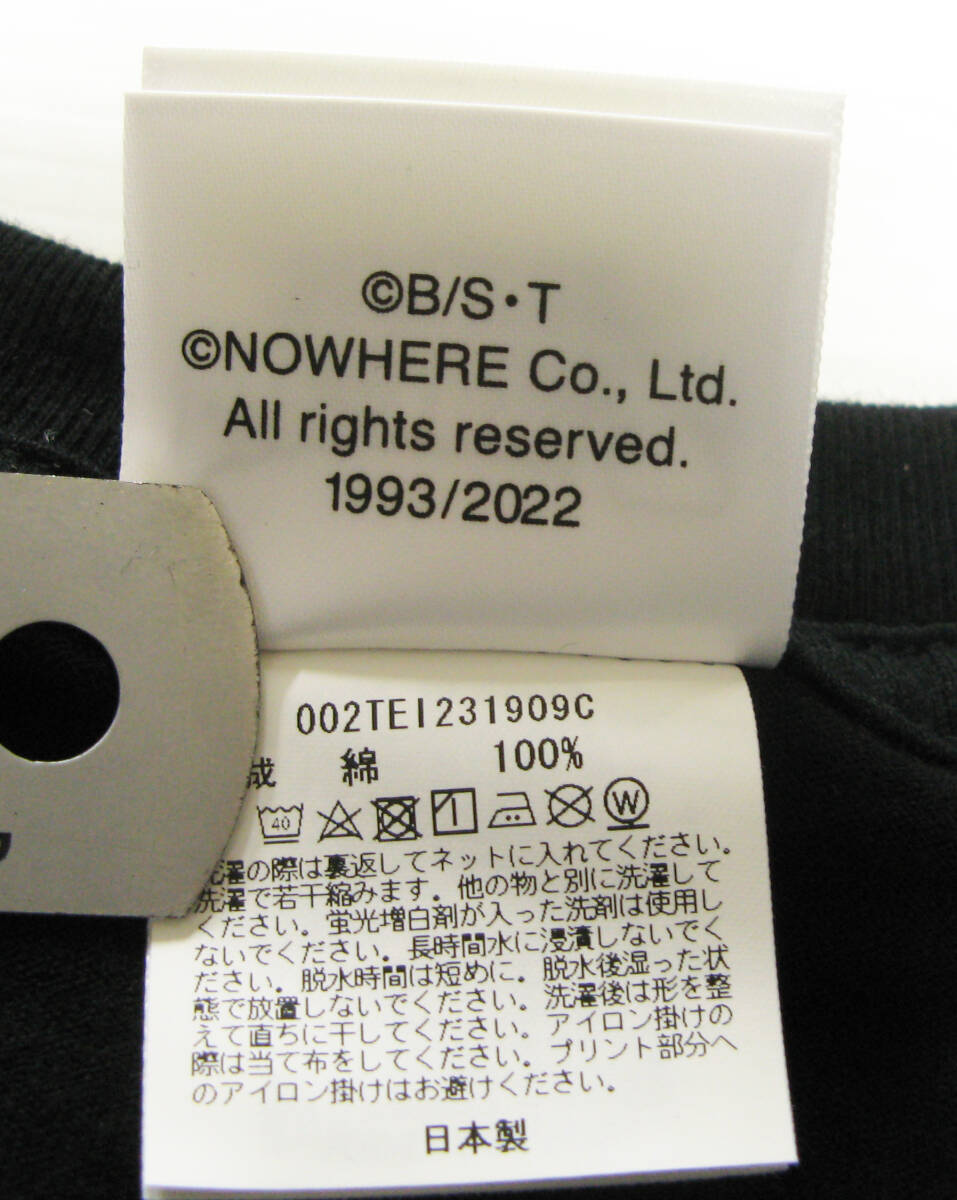 ©B/S・T
©NOWHERE Co., Ltd.
All rights reserved.
1993/2022
002TEI231909C
成 綿 100%
40 W
洗濯の際は裏返してネットに入れてください。
洗濯で若干縮みます。他の物と別に洗濯して
ください。蛍光増白剤が入った洗剤は使用し
ないでください。長時間水に浸漬しないでく
ださい。脱水時間は短めに。脱水後湿った状
態で放置しないでください。洗濯後は形を整
えて直ちに干してください。アイロン掛けの
際は当て布をしてください。プリント部分へ
のアイロン掛けはお避けください。
日本製